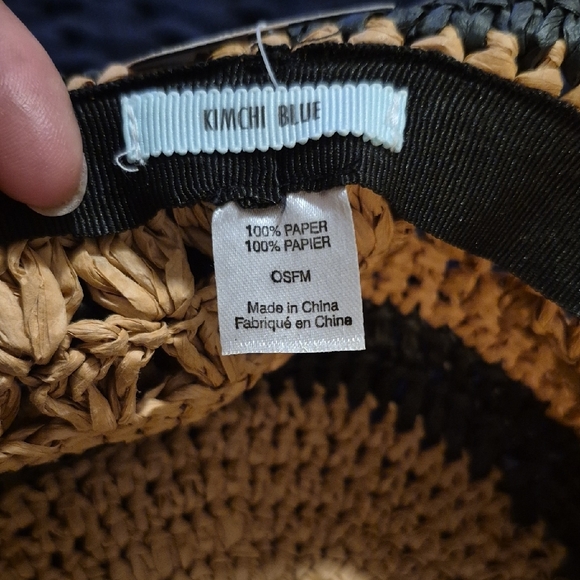 KIMCHI BLUE
100% PAPER
100% PAPIER
OSFM
Made in China
Fabriqué en Chine